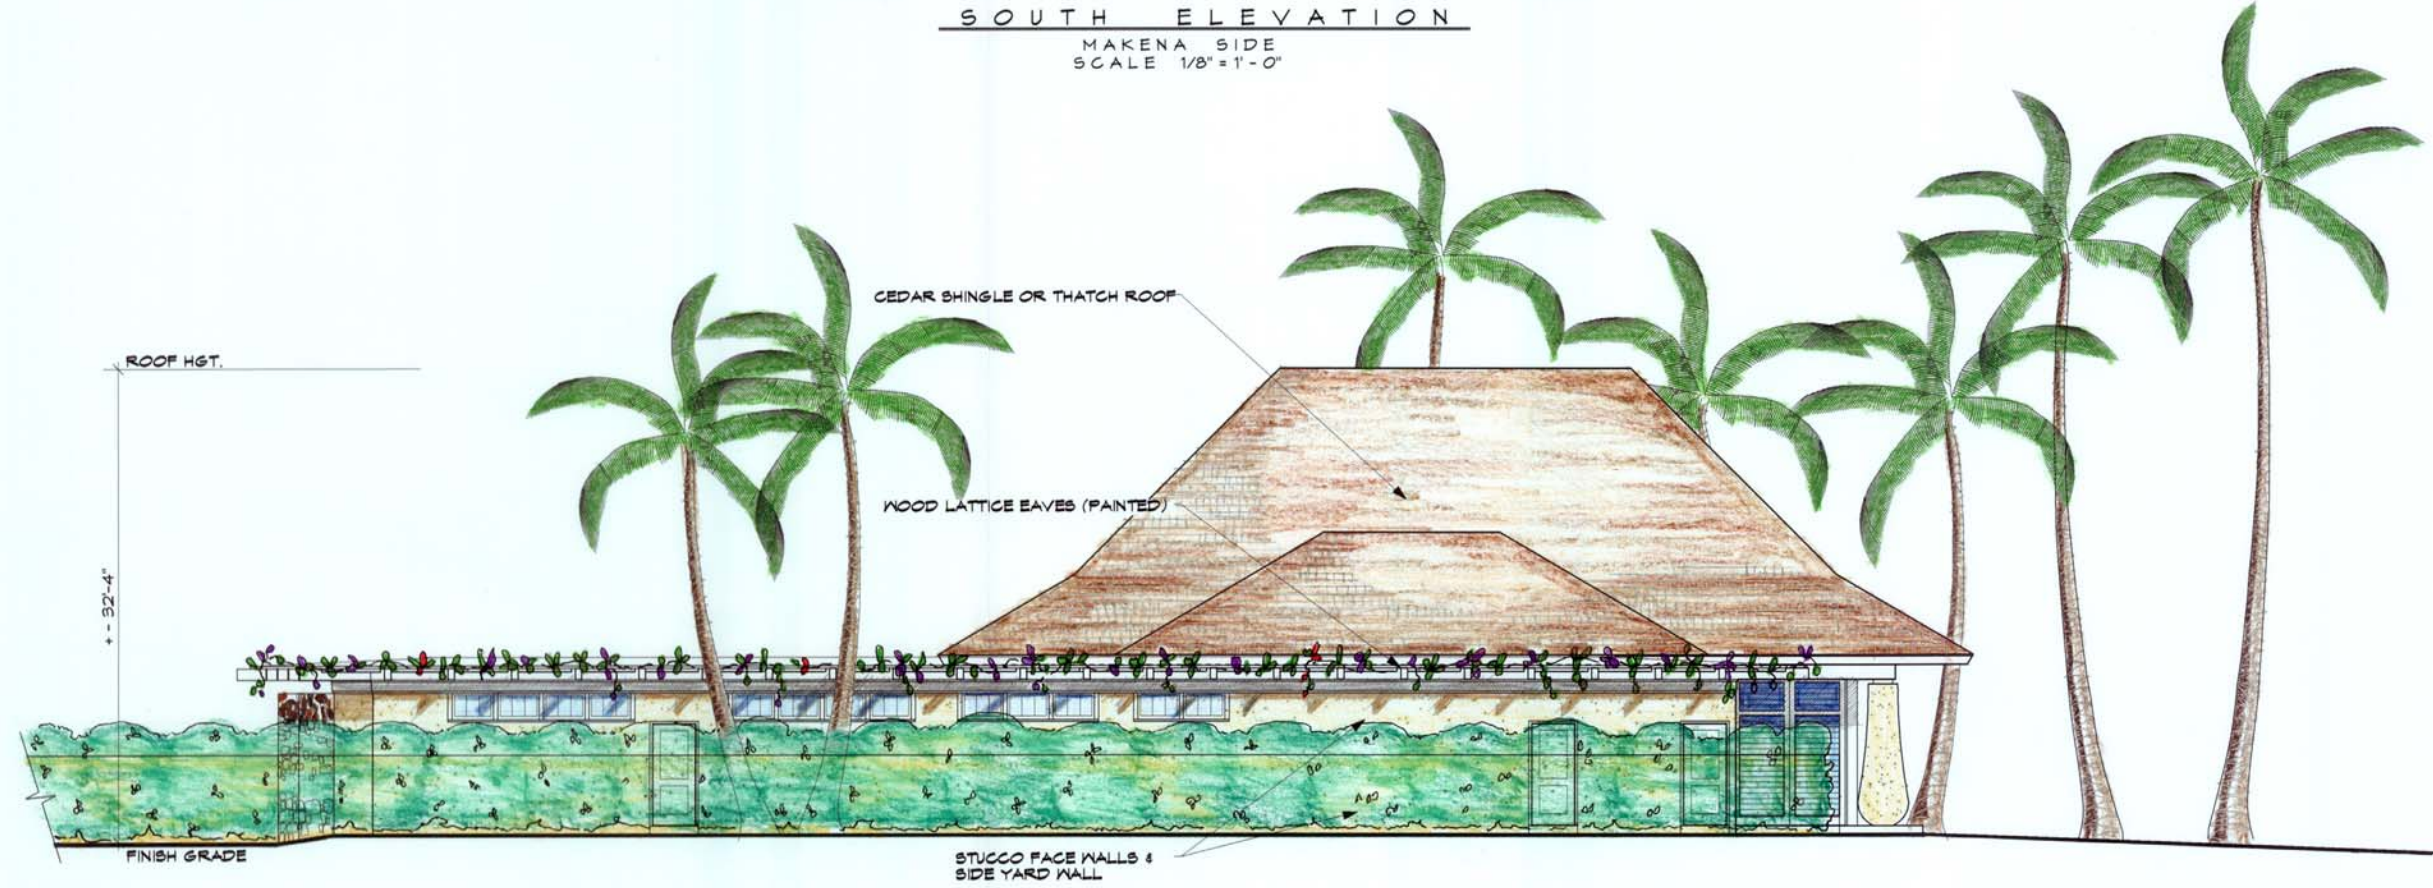 SOUTH ELEVATION
MAKENA SIDE
SCALE 1/8" = 1'-0"
CEDAR SHINGLE OR THATCH ROOF
ROOF HGT.
WOOD LATTICE EAVES (PAINTED)
+- 32'-4"
FINISH GRADE
STUCCO FACE WALLS &
SIDE YARD WALL